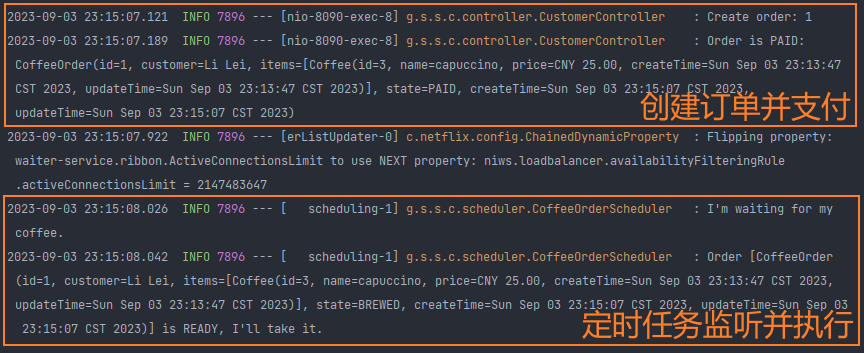 2023-09-03 23:15:07.121  INFO 7896 --- [nio-8090-exec-8] g.s.s.c.controller.CustomerController    : Create order: 1
2023-09-03 23:15:07.189  INFO 7896 --- [nio-8090-exec-8] g.s.s.c.controller.CustomerController    : Order is PAID:
CoffeeOrder(id=1, customer=Li Lei, items=[Coffee(id=3, name=capuccino, price=CNY 25.00, createTime=Sun Sep 03 23:13:47
CST 2023, updateTime=Sun Sep 03 23:13:47 CST 2023)], state=PAID, createTime=Sun Sep 03 23:15:07 CST 2023,
updateTime=Sun Sep 03 23:15:07 CST 2023)
创建订单并支付
2023-09-03 23:15:07.922  INFO 7896 --- [erListUpdater-0] c.netflix.config.ChainedDynamicProperty  : Flipping property:
waiter-service.ribbon.ActiveConnectionsLimit to use NEXT property: niws.loadbalancer.availabilityFilteringRule
.activeConnectionsLimit = 2147483647
2023-09-03 23:15:08.026  INFO 7896 --- [   scheduling-1] g.s.s.c.scheduler.CoffeeOrderScheduler   : I'm waiting for my
coffee.
2023-09-03 23:15:08.042  INFO 7896 --- [   scheduling-1] g.s.s.c.scheduler.CoffeeOrderScheduler   : Order [CoffeeOrder
(id=1, customer=Li Lei, items=[Coffee(id=3, name=capuccino, price=CNY 25.00, createTime=Sun Sep 03 23:13:47 CST 2023,
updateTime=Sun Sep 03 23:13:47 CST 2023)], state=BREWED, createTime=Sun Sep 03 23:15:07 CST 2023, updateTime=Sun Sep 03
23:15:07 CST 2023)] is READY, I'll take it.
定时任务监听并执行